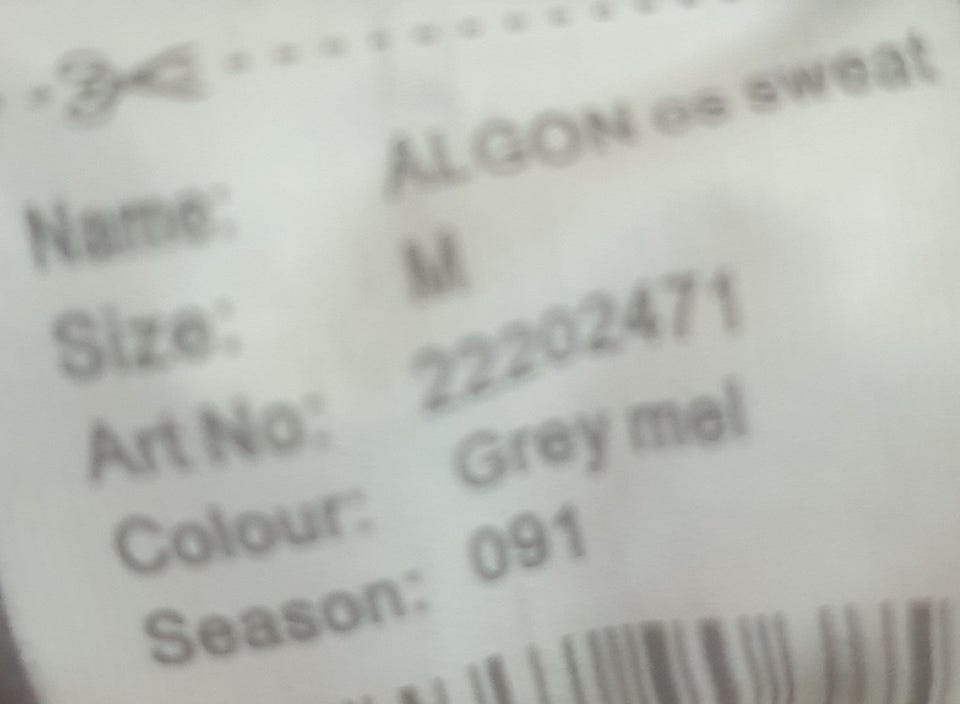 Name: ALGON os sweat
Size: M
Art No: 22202471
Colour: Grey mel
Season: 091